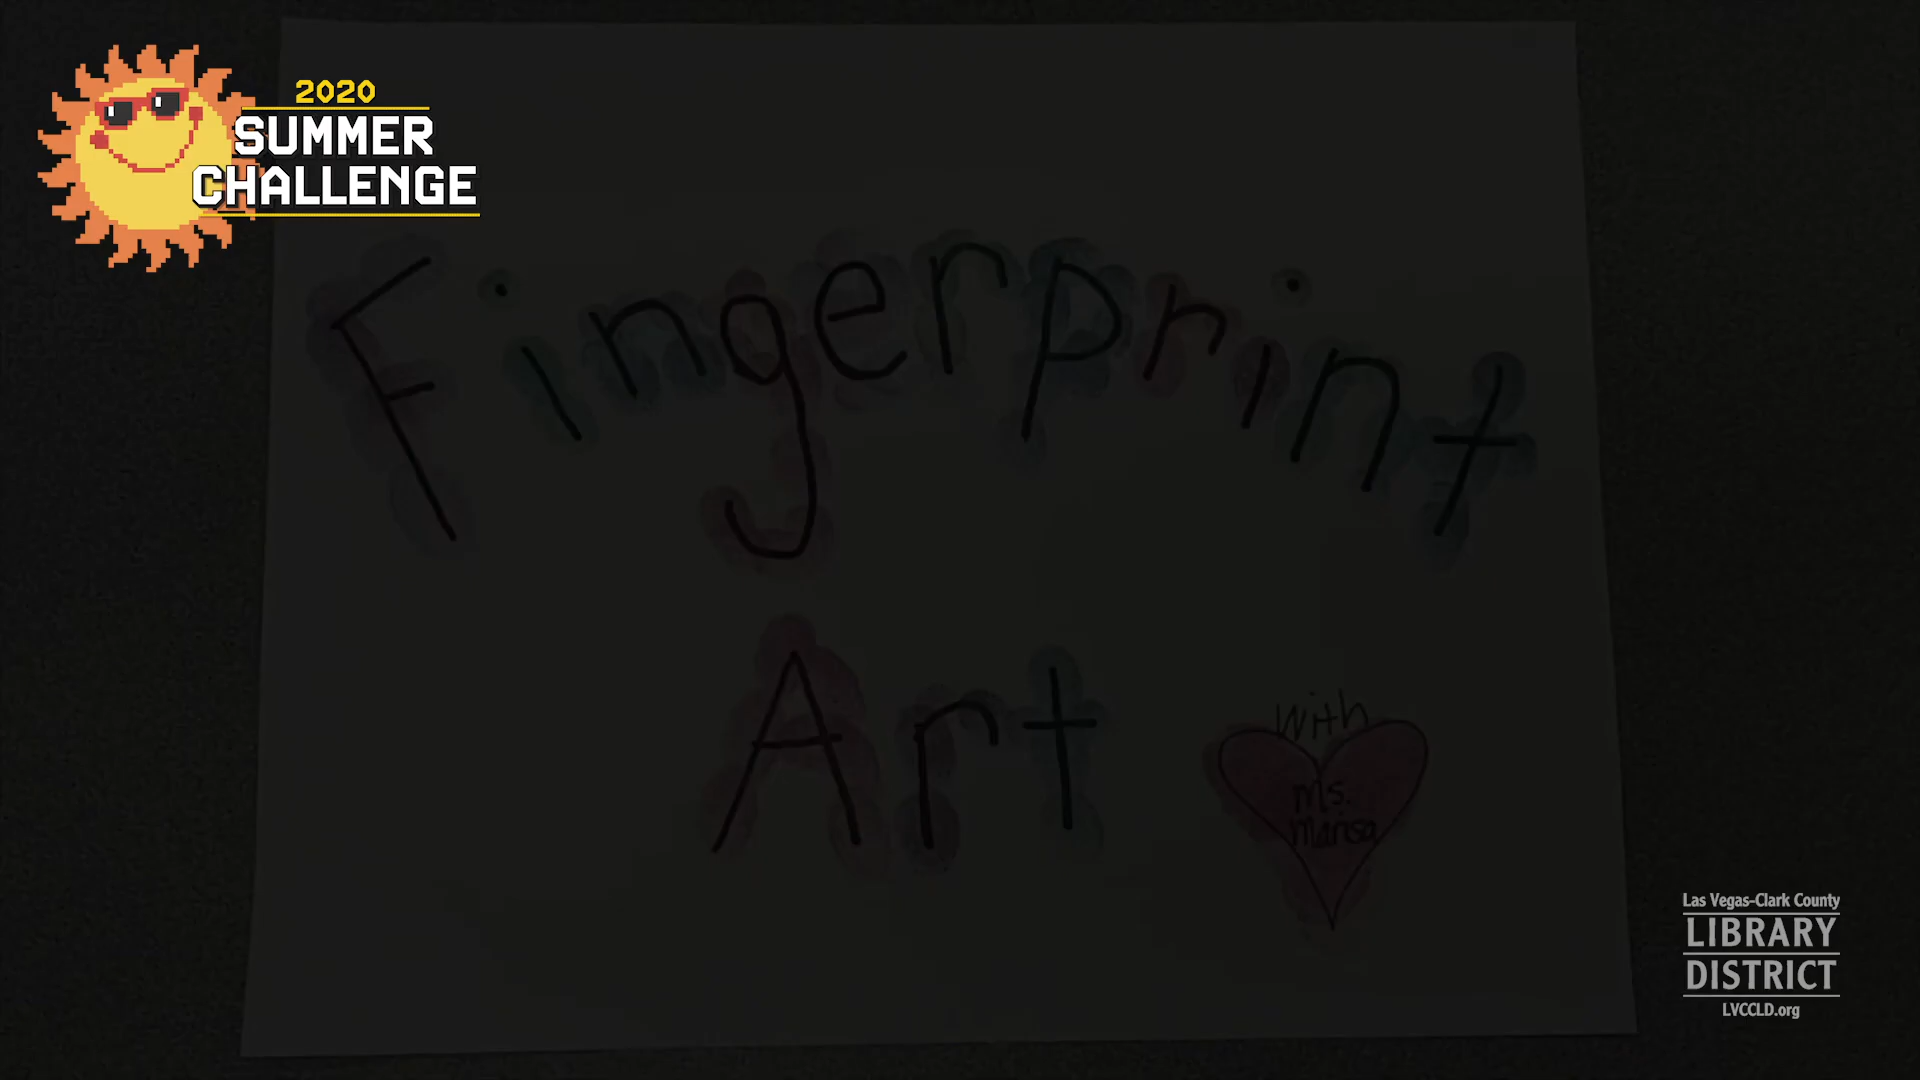 2020
SUMMER
CHALLENGE
Fingerprint
Art
with
Ms.
Marisa
Las Vegas-Clark County
LIBRARY
DISTRICT
LVCCLD.org